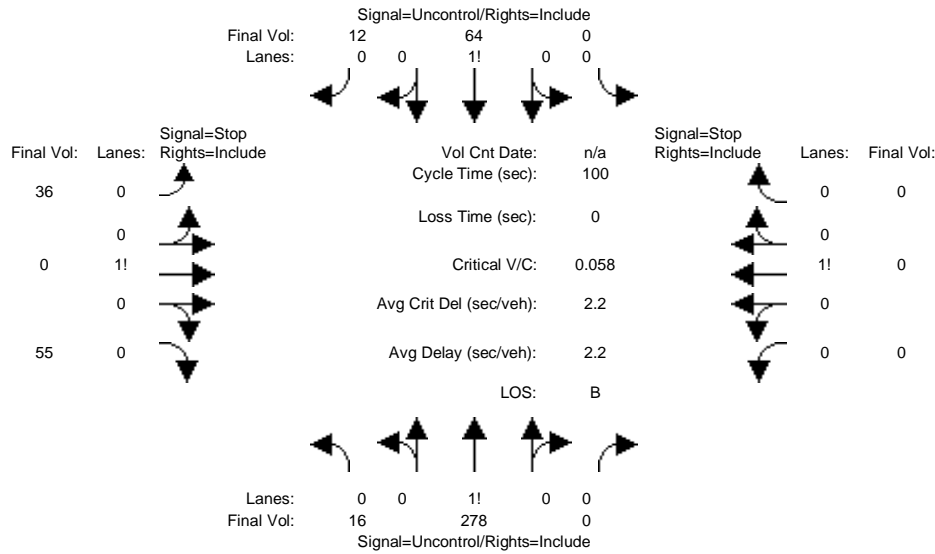 Signal=Uncontrol/Rights=Include
Final Vol: 12 64 0
Lanes: 0 0 1! 0 0
Signal=Stop Signal=Stop
Final Vol: Lanes: Rights=Include Vol Cnt Date: n/a Rights=Include Lanes: Final Vol:
Cycle Time (sec): 100
36 0 0 0
Loss Time (sec): 0
0 0
0 1! Critical V/C: 0.058 1! 0
0 Avg Crit Del (sec/veh): 2.2 0
55 0 Avg Delay (sec/veh): 2.2 0 0
LOS: B
Lanes: 0 0 1! 0 0
Final Vol: 16 278 0
Signal=Uncontrol/Rights=Include